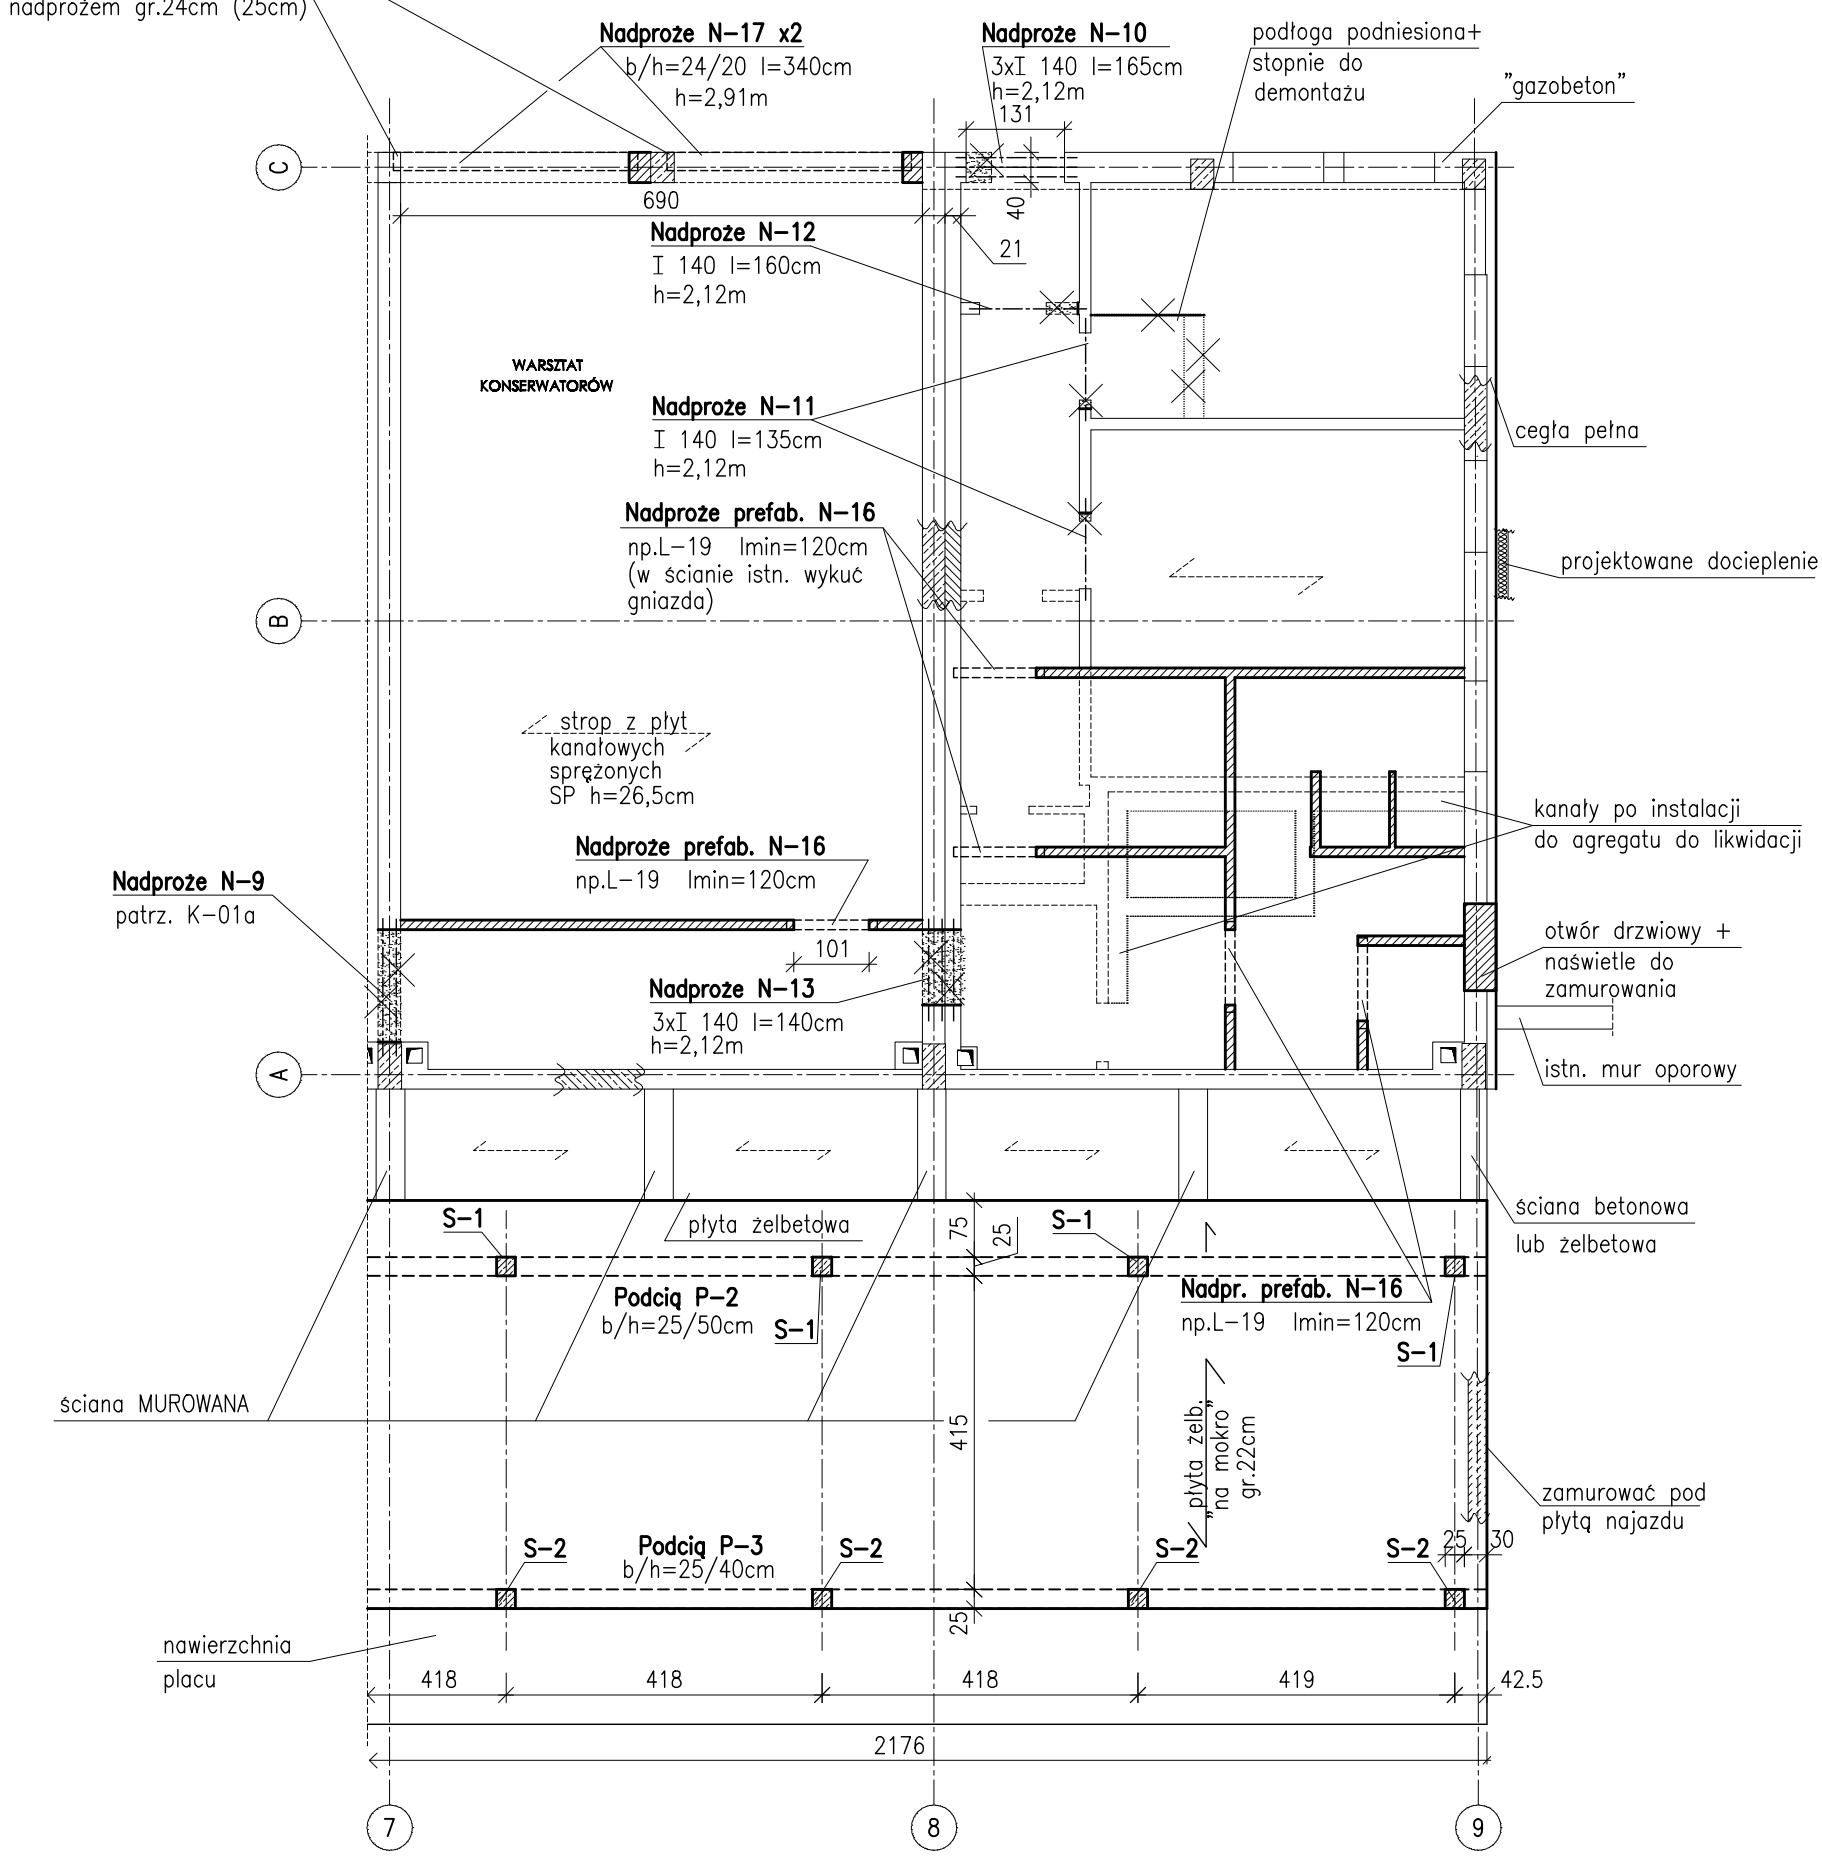 nadprożem gr.24cm (25cm)
Nadproże N-17 x2
b/h=24/20 l=340cm
h=2,91m
Nadproże N-10
3xI 140 l=165cm
h=2,12m
131
podłoga podniesiona+
stopnie do
demontażu
"gazobeton"
C
690
40
21
Nadproże N-12
I 140 l=160cm
h=2,12m
WARSZTAT
KONSERWATORÓW
Nadproże N-11
I 140 l=135cm
h=2,12m
cegła pełna
Nadproże prefab. N-16
np.L-19 lmin=120cm
(w ścianie istn. wykuć
gniazda)
projektowane docieplenie
B
strop z płyt
kanałowych
sprężonych
SP h=26,5cm
kanały po instalacji
do agregatu do likwidacji
Nadproże prefab. N-16
np.L-19 lmin=120cm
Nadproże N-9
patrz. K-01a
101
otwór drzwiowy +
naświetle do
zamurowania
Nadproże N-13
3xI 140 l=140cm
h=2,12m
istn. mur oporowy
A
ściana betonowa
lub żelbetowa
S-1
płyta żelbetowa
75
25
S-1
Podciąg P-2
b/h=25/50cm
S-1
Nadpr. prefab. N-16
np.L-19 lmin=120cm
S-1
ściana MUROWANA
415
płyta żelb.
"na mokro"
gr.22cm
zamurować pod
płytą najazdu
25
30
S-2
Podciąg P-3
b/h=25/40cm
S-2
S-2
S-2
25
nawierzchnia
placu
418
418
418
419
42.5
2176
7
8
9